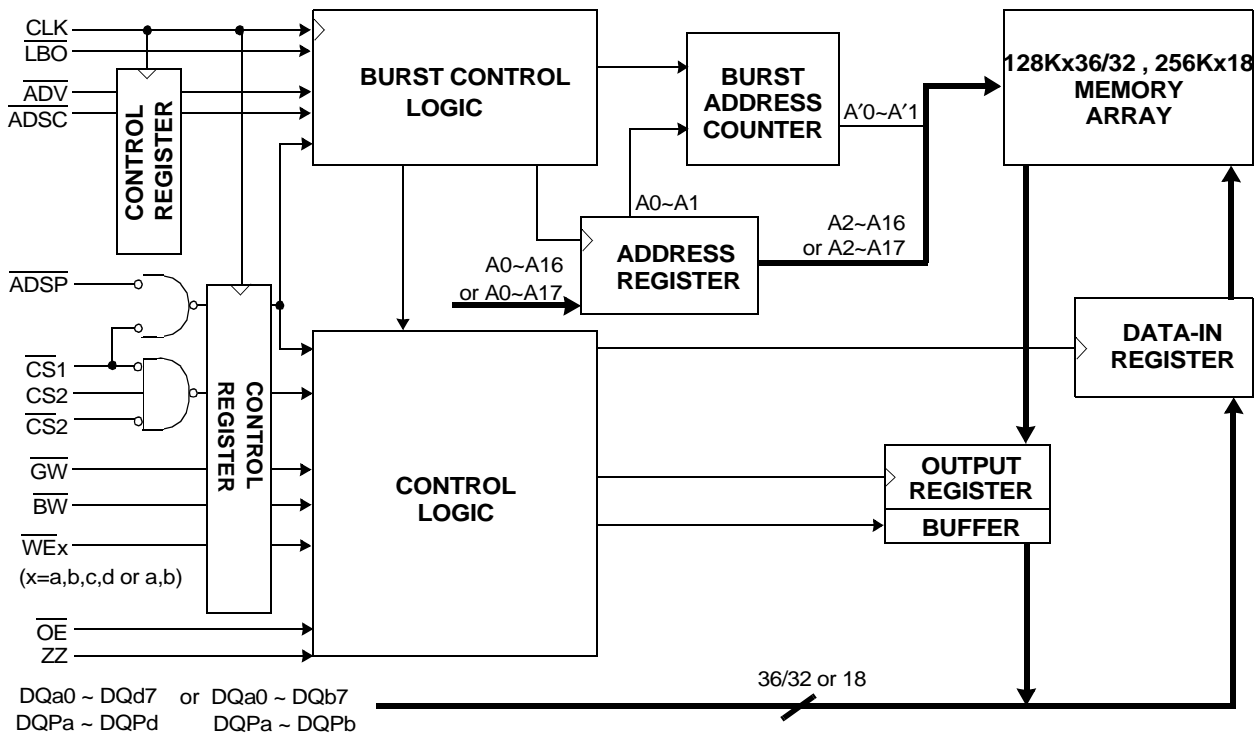 CLK
LBO
ADV
ADSC
CONTROL
REGISTER
BURST CONTROL
LOGIC
BURST
ADDRESS
COUNTER
A′0~A′1
128Kx36/32 , 256Kx18
MEMORY
ARRAY
A0~A1
ADDRESS
REGISTER
A2~A16
or A2~A17
A0~A16
or A0~A17
ADSP
CS1
CS2
CS2
CONTROL
REGISTER
DATA-IN
REGISTER
GW
BW
WEx
(x=a,b,c,d or a,b)
CONTROL
LOGIC
OUTPUT
REGISTER
BUFFER
OE
ZZ
DQa0 ~ DQd7 or DQa0 ~ DQb7
DQPa ~ DQPd DQPa ~ DQPb
36/32 or 18